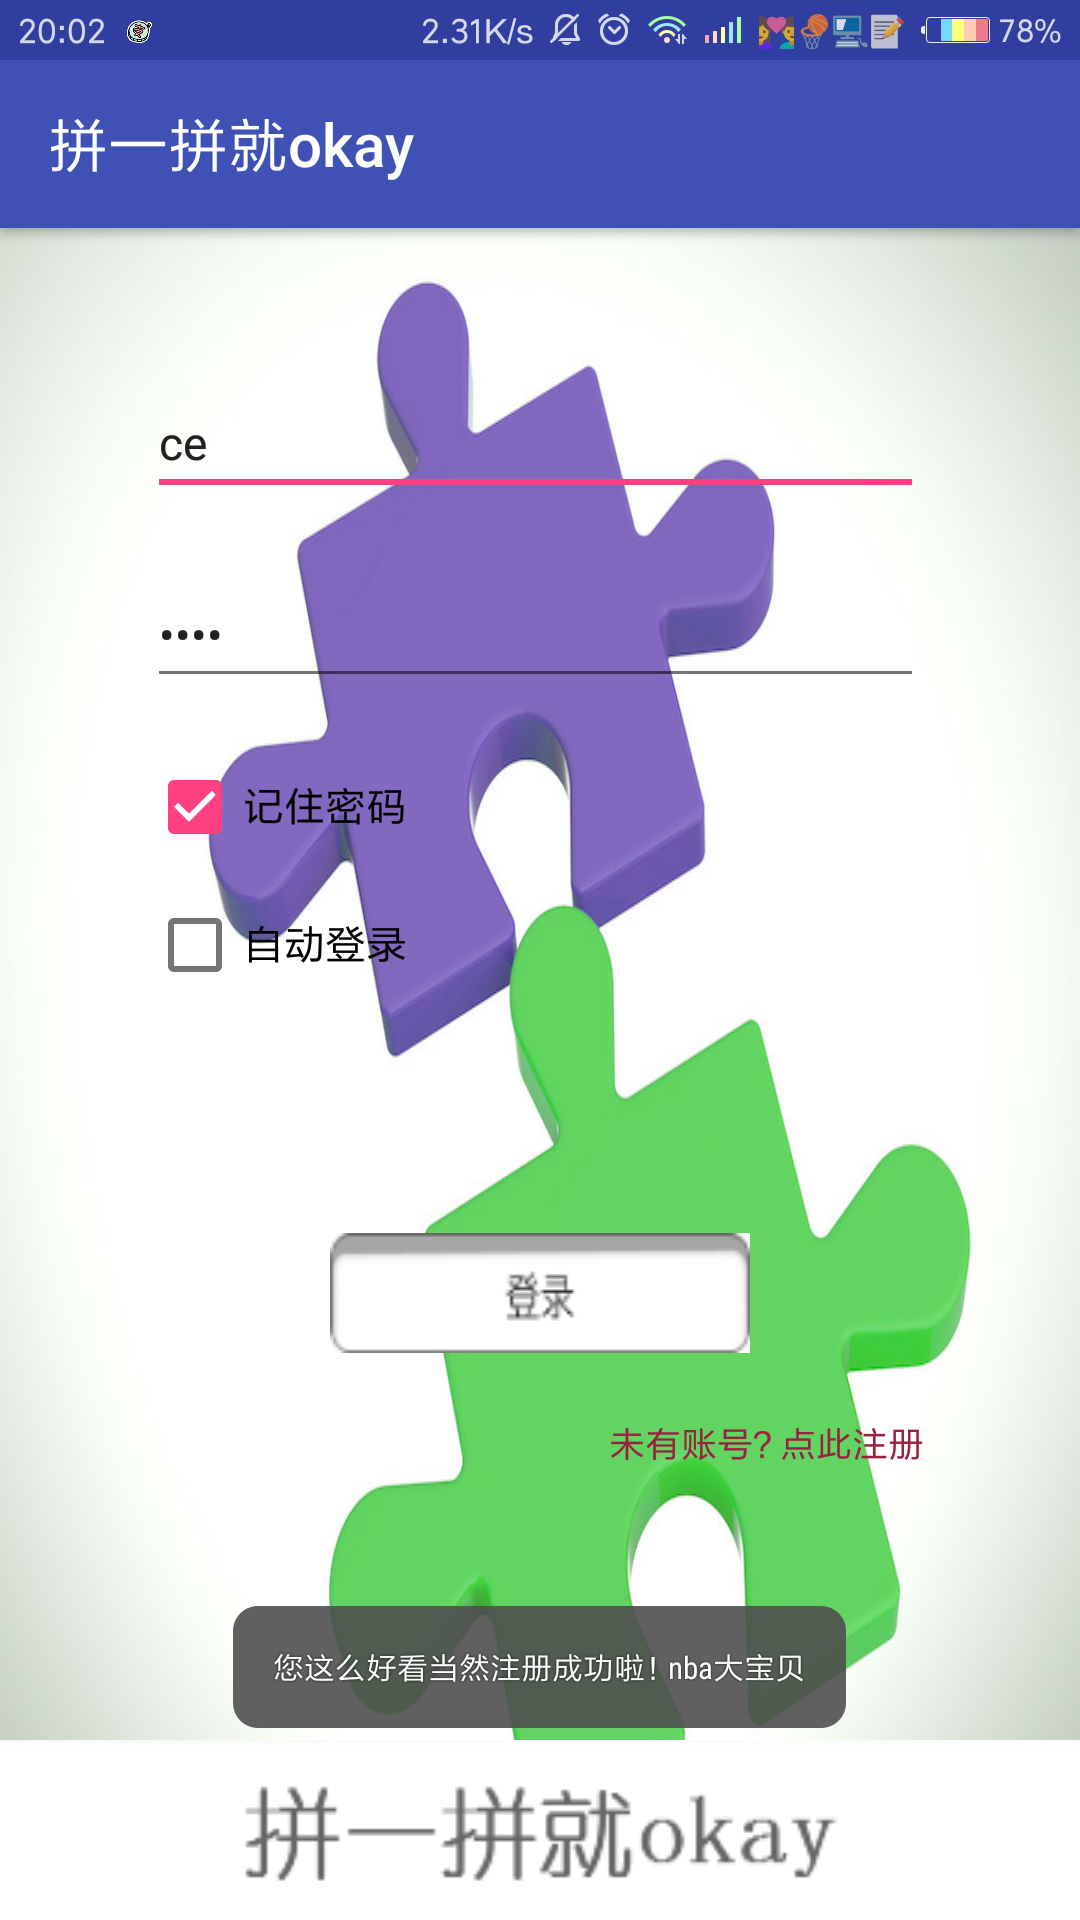 20:02 2.31K/s 78%
拼一拼就okay
ce
记住密码
自动登录
登录
未有账号? 点此注册
您这么好看当然注册成功啦! nba大宝贝
拼一拼就okay